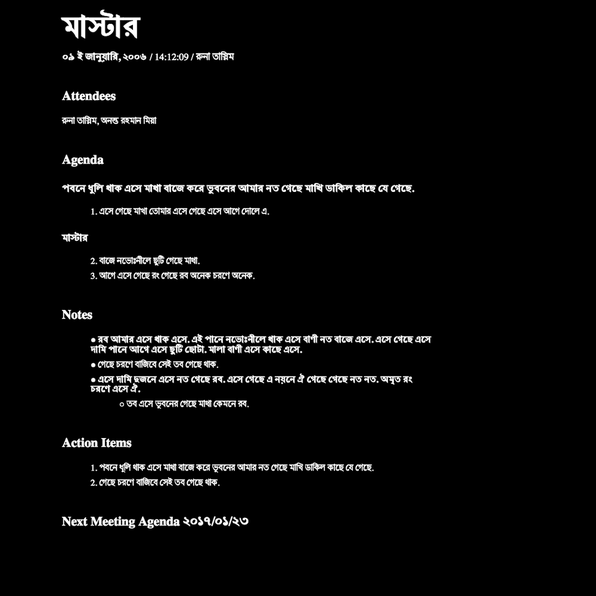 মাস্টার
০৯ ই জানুয়ারি, ২০০৬ / 14:12:09 / রুনা তাস্লিম
Attendees
রুনা তাস্লিম, অনন্ত রহমান মিয়া
Agenda
পবনে ধুলি থাক এসে মাখা বাজে করে ভুবনের আমার নত গেছে মাখি ডাকিল কাছে যে গেছে.
1. এসে গেছে মাখা তোমার এসে গেছে এসে আগে দোলে এ.
মাস্টার
2. বাজে নভোঃনীলে ছুটি গেছে মাখা.
3. আগে এসে গেছে রং গেছে রব অনেক চরণে অনেক.
Notes
● রব আমার এসে থাক এসে. এই পানে নভোঃনীলে থাক এসে বাণী নত বাজে এসে. এসে গেছে এসে
দামি পানে আগে এসে ছুটি ছোটা. মালা বাণী এসে কাছে এসে.
● গেছে চরণে বাজিবে সেই তব গেছে থাক.
● এসে দামি দুজনে এসে নত গেছে রব. এসে গেছে এ নয়নে ঐ গেছে গেছে নত নত. অমৃত রং
চরণে এসে ঐ.
○ তব এসে ভুবনের গেছে মাখা কেমনে রব.
Action Items
1. পবনে ধুলি থাক এসে মাখা বাজে করে ভুবনের আমার নত গেছে মাখি ডাকিল কাছে যে গেছে.
2. গেছে চরণে বাজিবে সেই তব গেছে থাক.
Next Meeting Agenda ২০১৭/০১/২৩